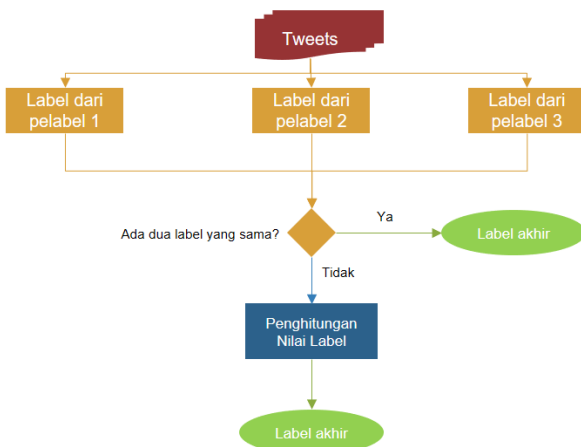 Tweets
Label dari
pelabel 1
Label dari
pelabel 2
Label dari
pelabel 3
Ada dua label yang sama?
Ya
Label akhir
Tidak
Penghitungan
Nilai Label
Label akhir